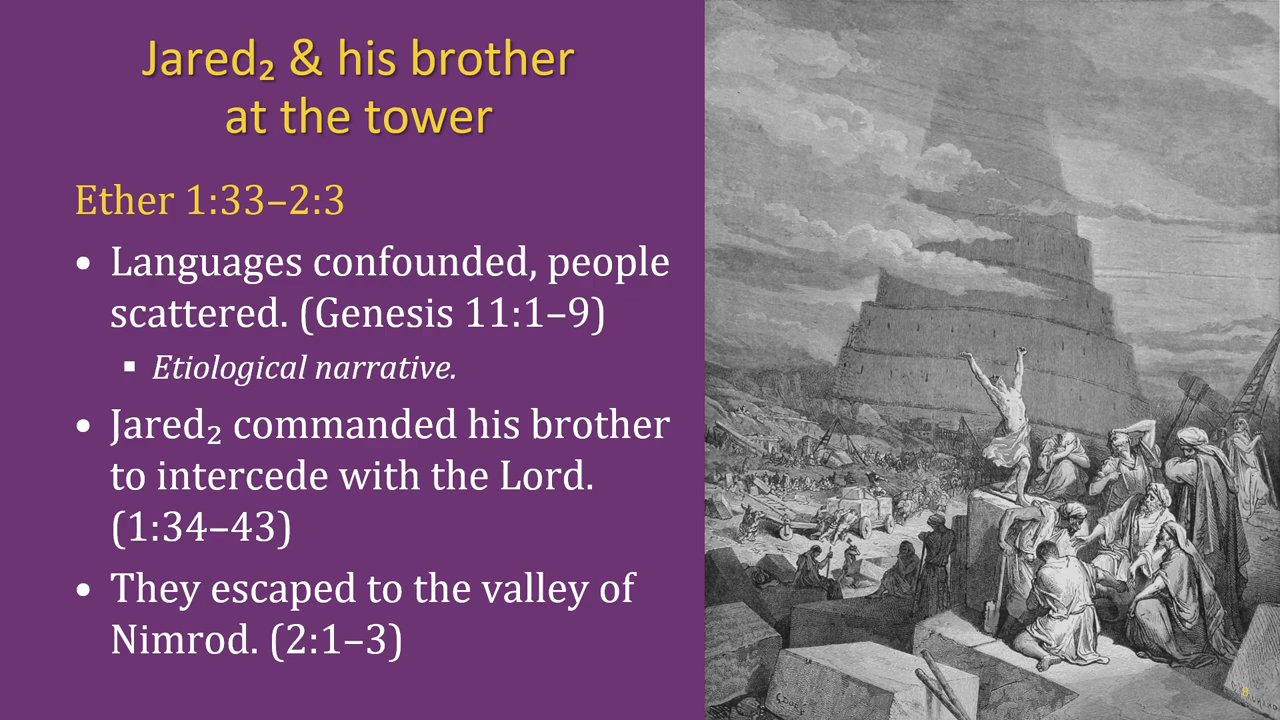 Jared₂ & his brother
at the tower
Ether 1:33–2:3
• Languages confounded, people
scattered. (Genesis 11:1–9)
▪ Etiological narrative.
• Jared₂ commanded his brother
to intercede with the Lord.
(1:34–43)
• They escaped to the valley of
Nimrod. (2:1–3)
G DORÉ
8